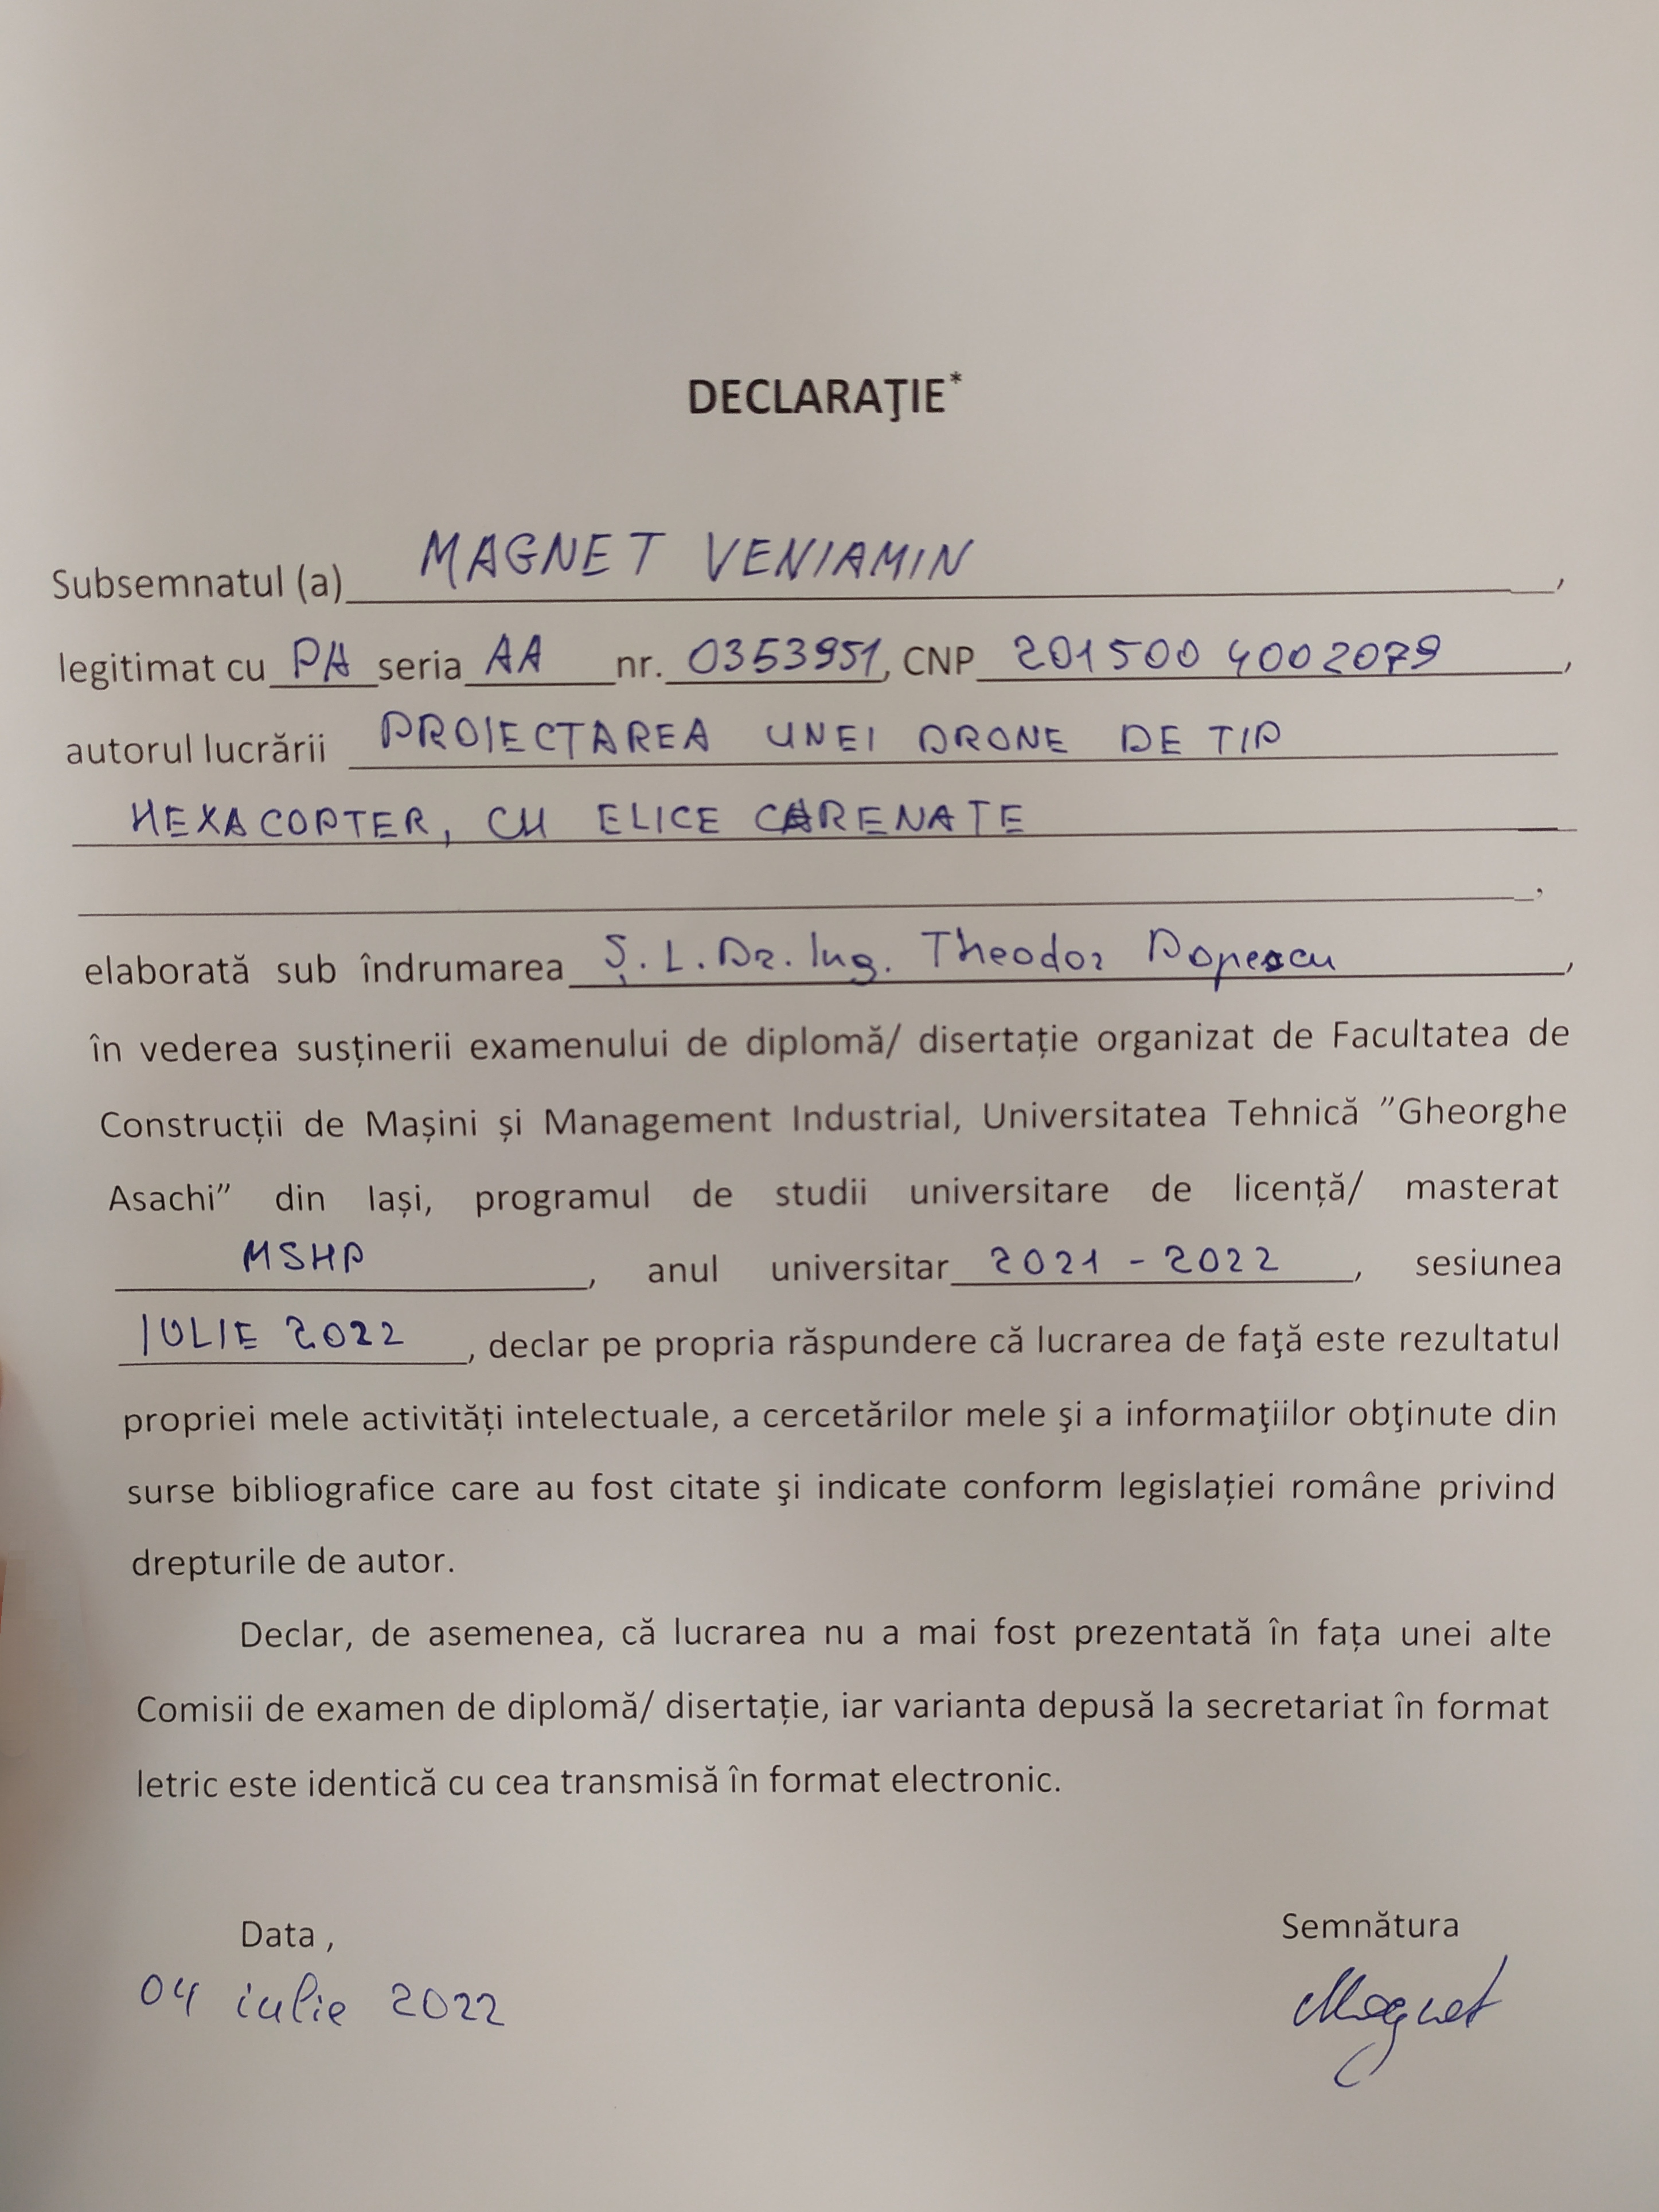 DECLARAŢIE*
Subsemnatul (a) MAGNET VENIAMIN,
legitimat cu PA seria AA nr. 0353951, CNP 2015004002079,
autorul lucrării PROIECTAREA UNEI DRONE DE TIP
HEXACOPTER, CU ELICE CARENATE
,
elaborată sub îndrumarea Ș.L.Dr.Ing. Theodor Popescu,
în vederea susținerii examenului de diplomă/ disertație organizat de Facultatea de
Construcții de Mașini și Management Industrial, Universitatea Tehnică ”Gheorghe
Asachi” din Iași, programul de studii universitare de licență/ masterat
MSHP, anul universitar 2021 - 2022, sesiunea
IULIE 2022, declar pe propria răspundere că lucrarea de faţă este rezultatul
propriei mele activități intelectuale, a cercetărilor mele şi a informaţiilor obţinute din
surse bibliografice care au fost citate şi indicate conform legislației române privind
drepturile de autor.
Declar, de asemenea, că lucrarea nu a mai fost prezentată în fața unei alte
Comisii de examen de diplomă/ disertație, iar varianta depusă la secretariat în format
letric este identică cu cea transmisă în format electronic.
Data , Semnătura
04 iulie 2022 Magnet